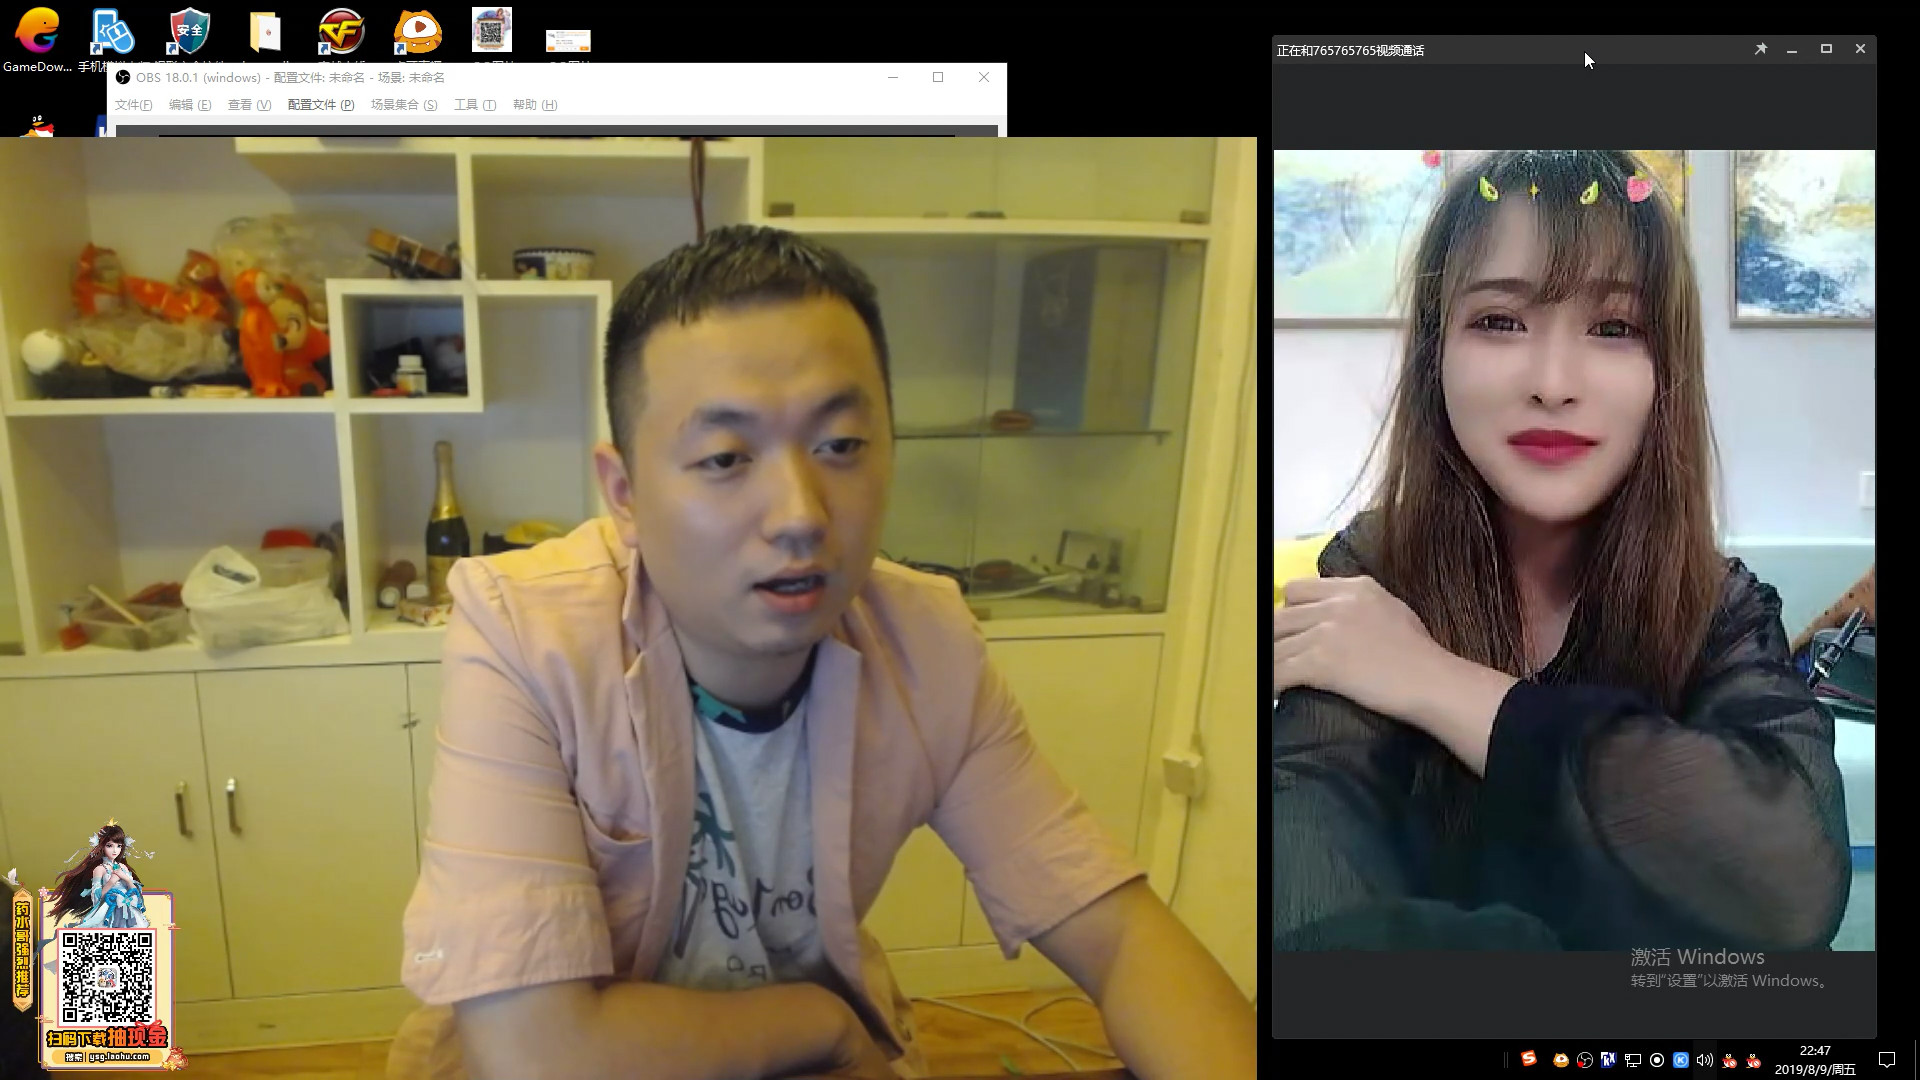 GameDow...
安全
CF
正在和765765765视频通话
OBS 18.0.1 (windows) - 配置文件: 未命名 - 场景: 未命名
文件(F) 编辑 (E) 查看 (V) 配置文件 (P) 场景集合 (S) 工具 (T) 帮助 (H)
药水哥强烈推荐
扫码下载抽现金
搜索 ysg.laohu.com
激活 Windows
转到“设置”以激活 Windows。
22:47
2019/8/9/周五